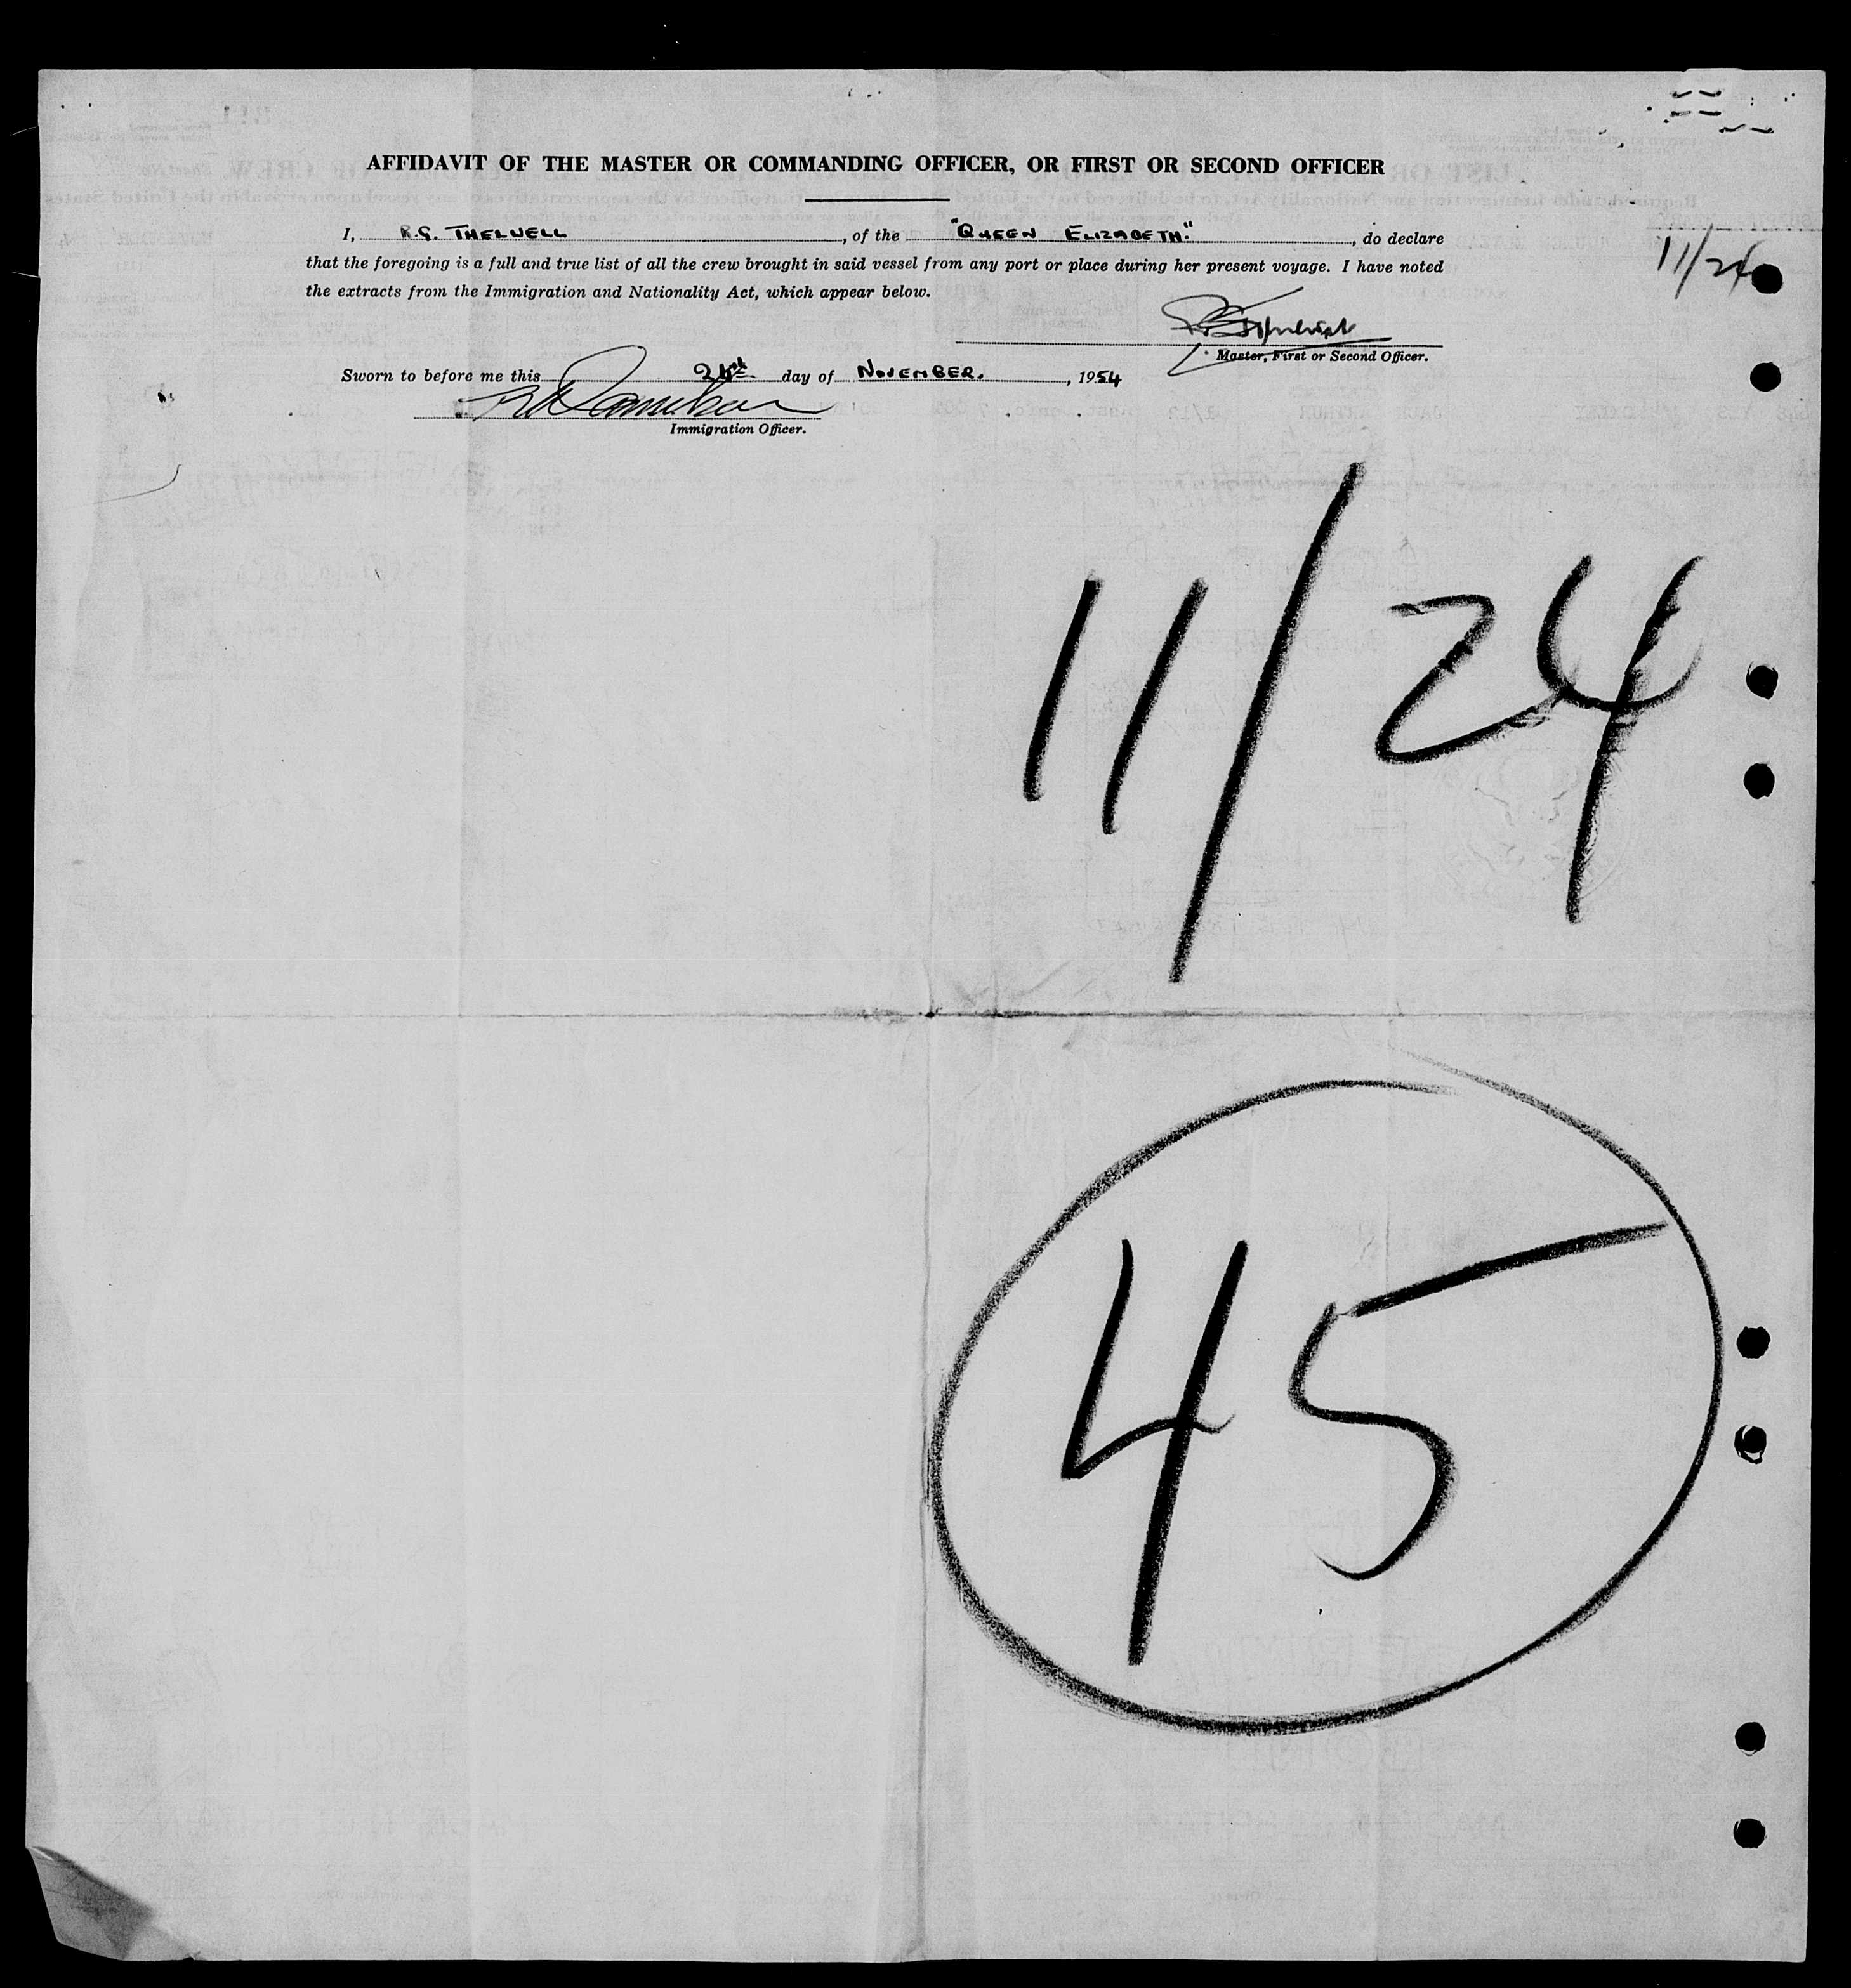 AFFIDAVIT OF THE MASTER OR COMMANDING OFFICER, OR FIRST OR SECOND OFFICER
I, R.G. THELWELL, of the "QUEEN ELIZABETH.", do declare
that the foregoing is a full and true list of all the crew brought in said vessel from any port or place during her present voyage. I have noted
the extracts from the Immigration and Nationality Act, which appear below.
11/24
Master, First or Second Officer.
Sworn to before me this 24th day of NOVEMBER., 1954
Immigration Officer.
11/24
45